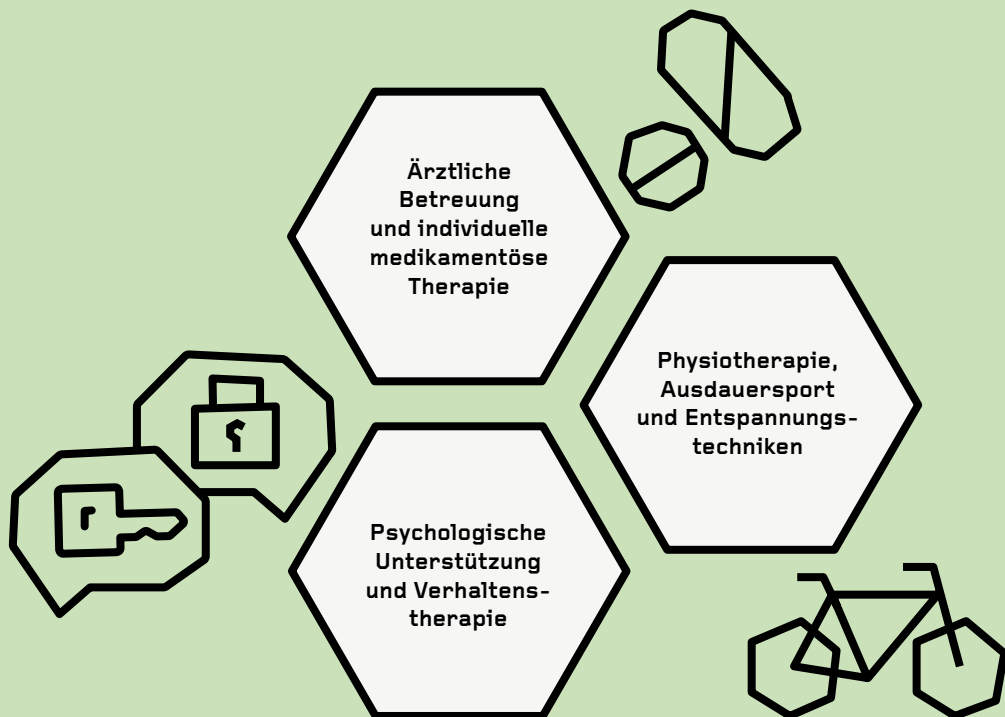 Ärztliche
Betreuung
und individuelle
medikamentöse
Therapie
Physiotherapie,
Ausdauersport
und Entspannungs-
techniken
Psychologische
Unterstützung
und Verhaltens-
therapie